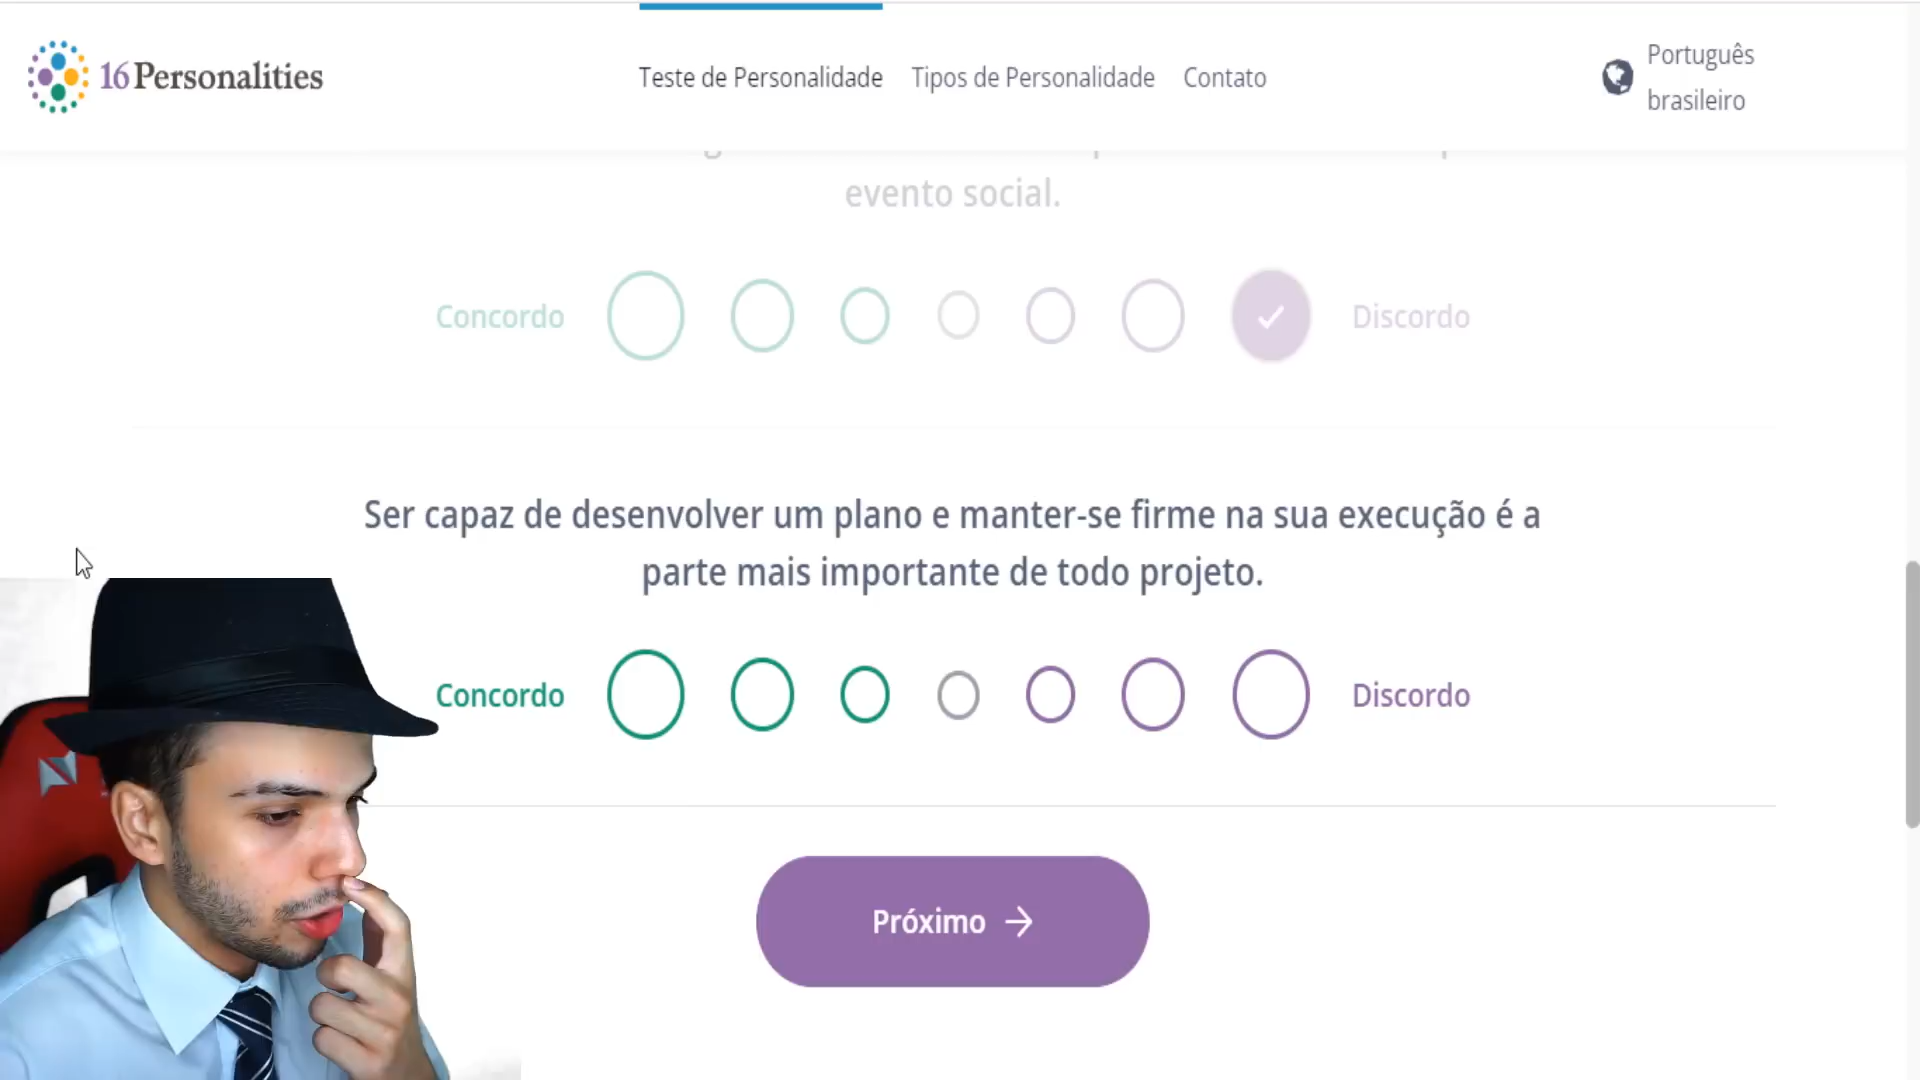 16Personalities
Teste de Personalidade
Tipos de Personalidade
Contato
Português
brasileiro
evento social.
Concordo
Discordo
Ser capaz de desenvolver um plano e manter-se firme na sua execução é a
parte mais importante de todo projeto.
Concordo
Discordo
Próximo →